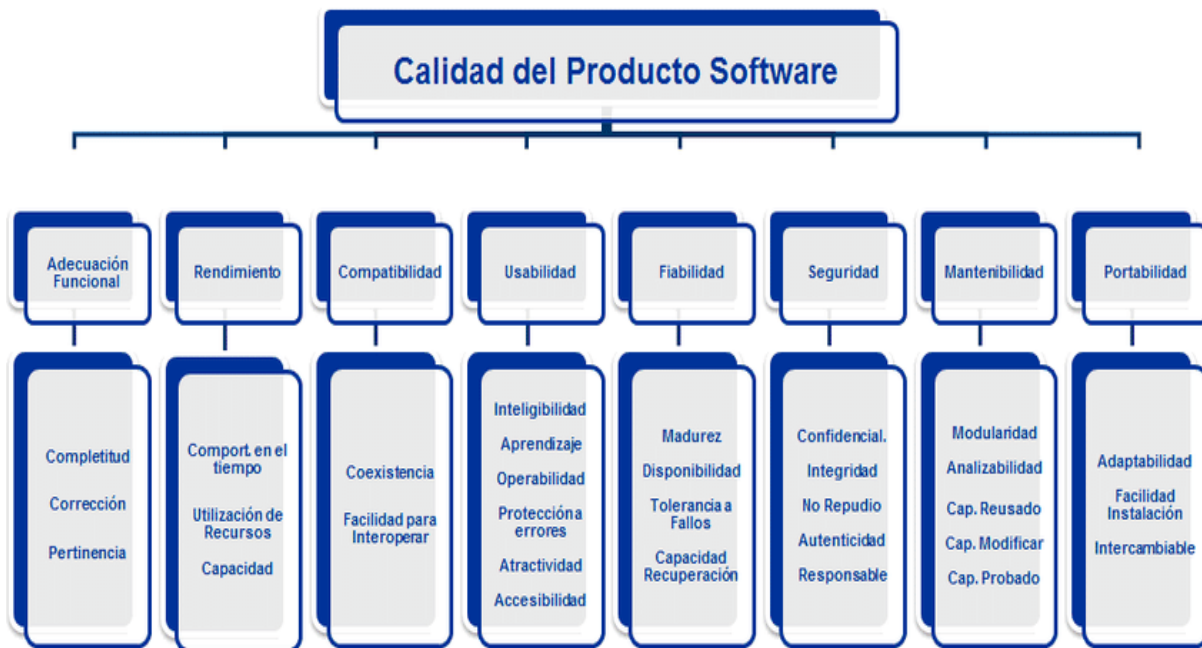 Calidad del Producto Software
Adecuación
Funcional
Rendimiento
Compatibilidad
Usabilidad
Fiabilidad
Seguridad
Mantenibilidad
Portabilidad
Completitud
Corrección
Pertinencia
Comport. en el
tiempo
Utilización de
Recursos
Capacidad
Coexistencia
Facilidad para
Interoperar
Inteligibilidad
Aprendizaje
Operabilidad
Protección a
errores
Atractividad
Accesibilidad
Madurez
Disponibilidad
Tolerancia a
Fallos
Capacidad
Recuperación
Confidencial.
Integridad
No Repudio
Autenticidad
Responsable
Modularidad
Analizabilidad
Cap. Reusado
Cap. Modificar
Cap. Probado
Adaptabilidad
Facilidad
Instalación
Intercambiable